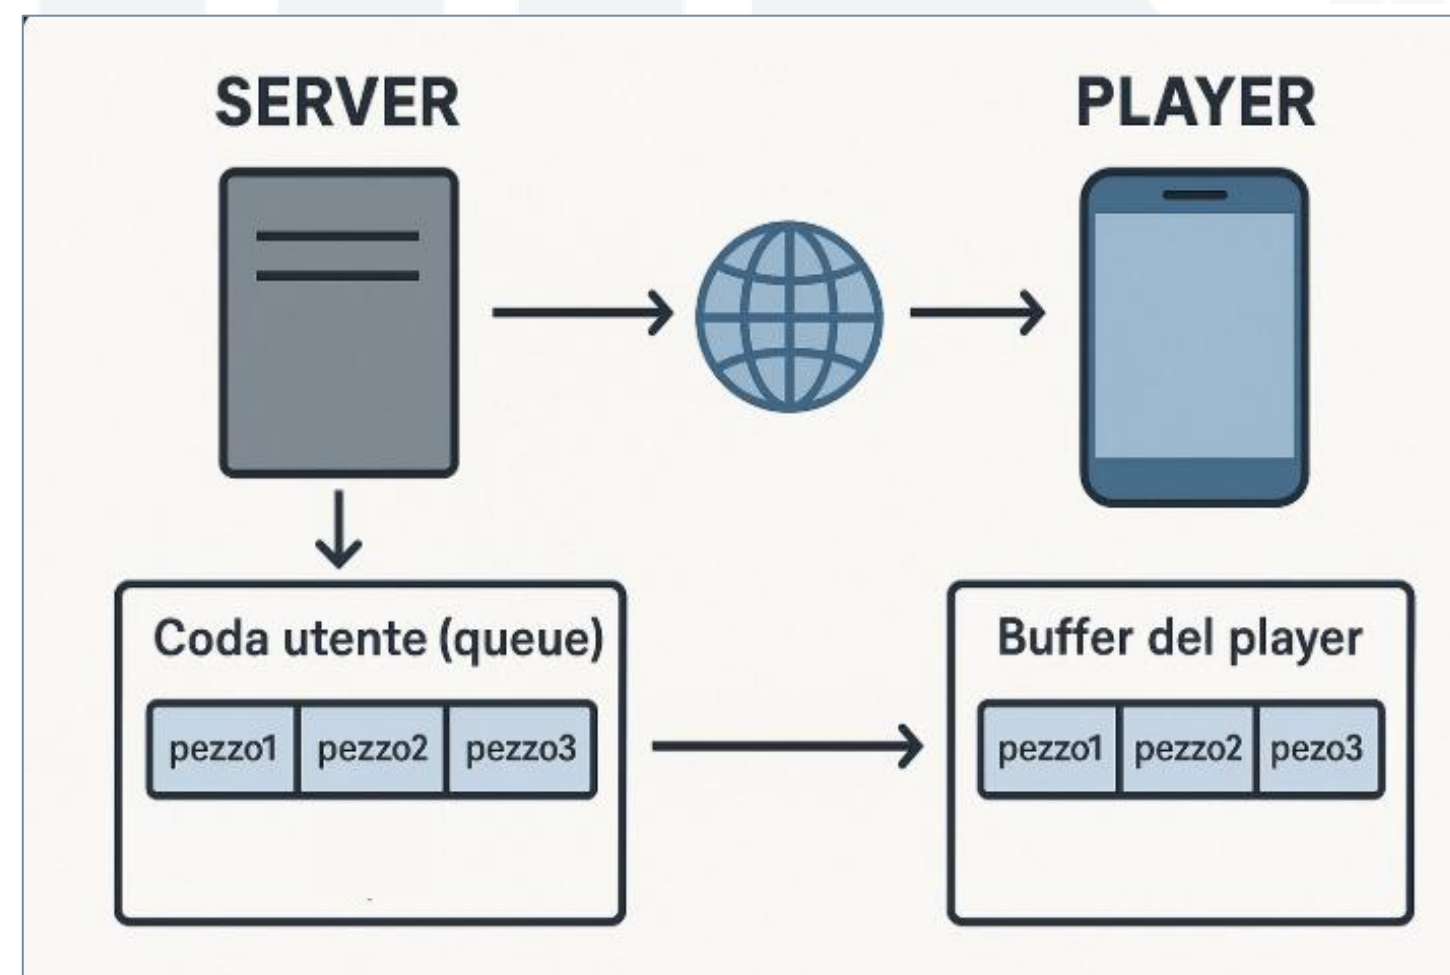 SERVER
PLAYER
Coda utente (queue)
pezzo1 pezzo2 pezzo3
Buffer del player
pezzo1 pezzo2 pezo3